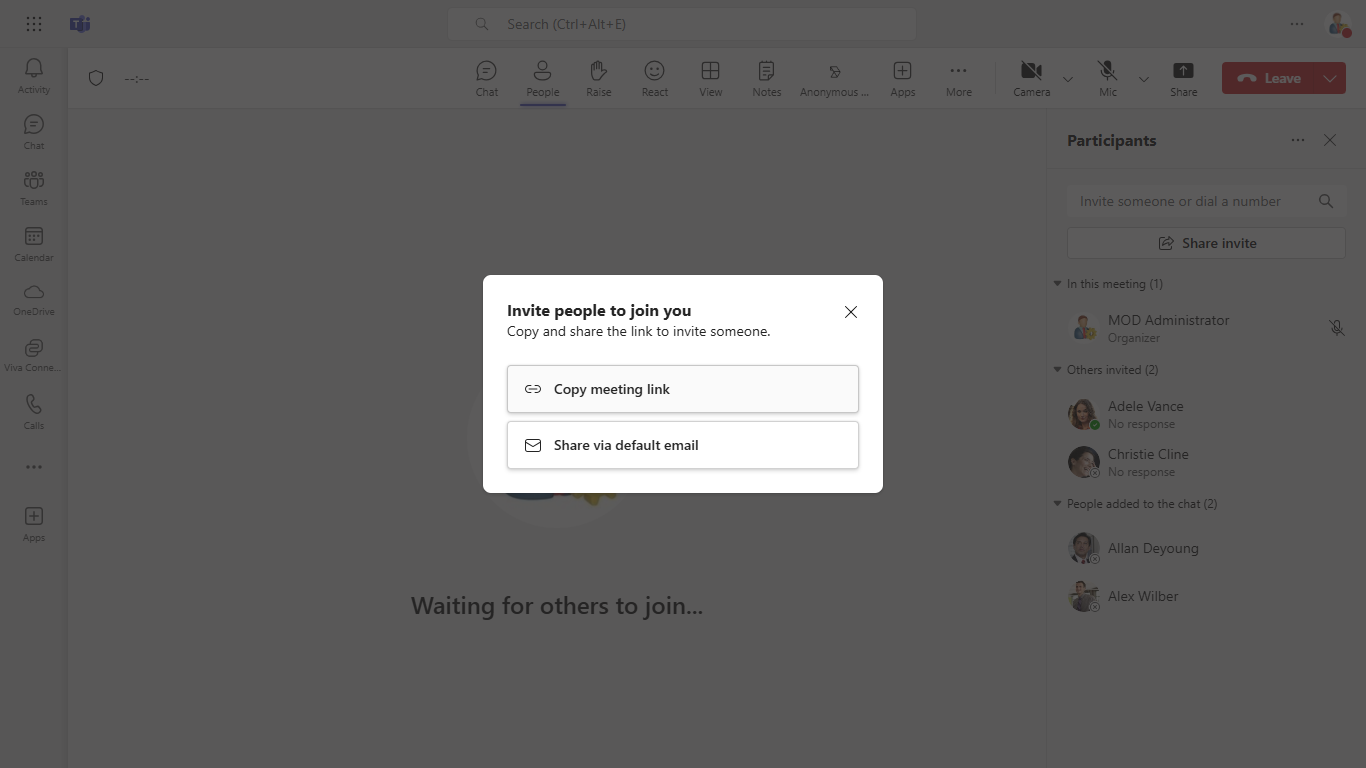 Search (Ctrl+Alt+E)
Activity
Chat
Teams
Calendar
OneDrive
Viva Conne...
Calls
Apps
--:--
Chat
People
Raise
React
View
Notes
Anonymous ...
Apps
More
Camera
Mic
Share
Leave
Invite people to join you
Copy and share the link to invite someone.
Copy meeting link
Share via default email
Waiting for others to join...
Participants
Invite someone or dial a number
Share invite
In this meeting (1)
MOD Administrator
Organizer
Others invited (2)
Adele Vance
No response
Christie Cline
No response
People added to the chat (2)
Allan Deyoung
Alex Wilber